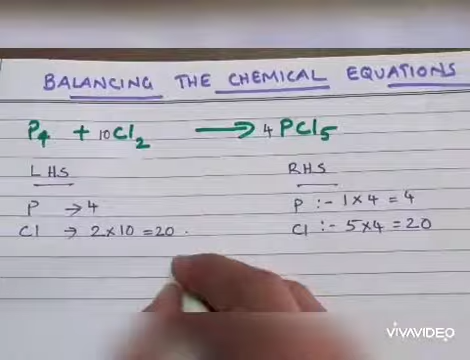 BALANCING THE CHEMICAL EQUATIONS
P₄ + 10Cl₂ ⟶ 4PCl₅
LHS
P → 4
Cl → 2×10 = 20.
RHS
P :- 1×4 = 4
Cl :- 5×4 = 20
VIVAVIDEO